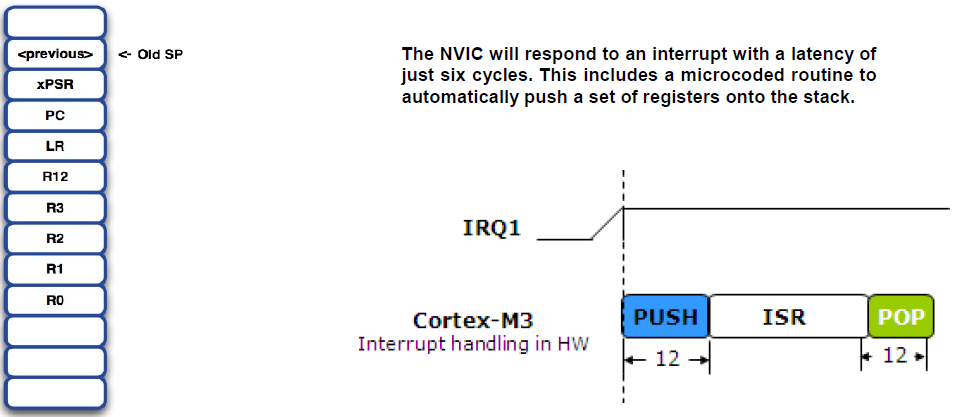 <previous>
<- Old SP
xPSR
PC
LR
R12
R3
R2
R1
R0
The NVIC will respond to an interrupt with a latency of
just six cycles. This includes a microcoded routine to
automatically push a set of registers onto the stack.
IRQ1
Cortex-M3
Interrupt handling in HW
PUSH
ISR
POP
12
12